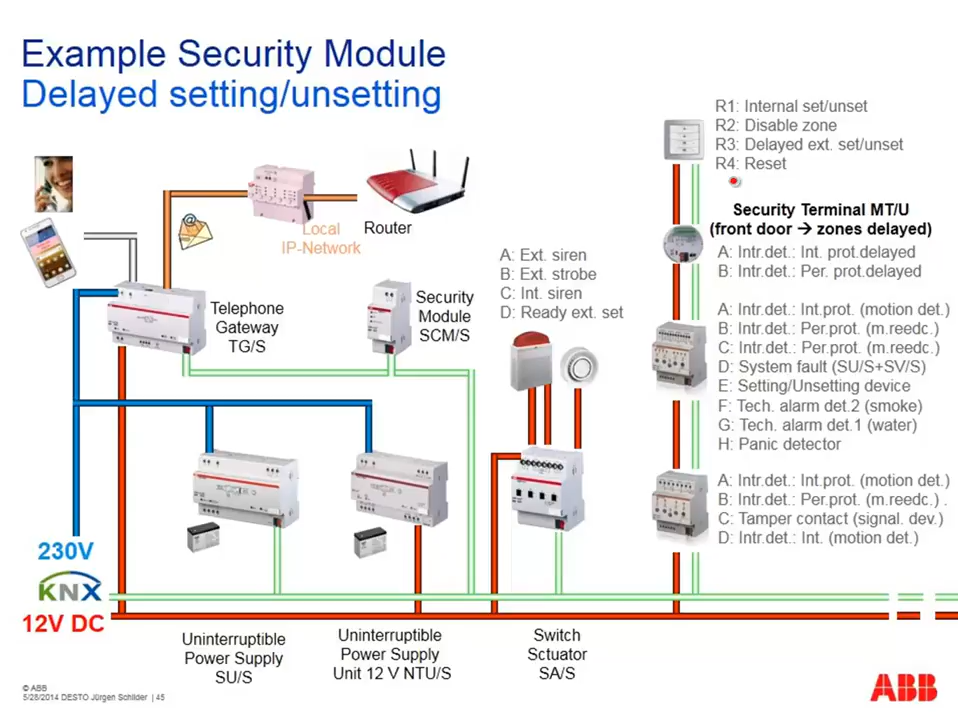 Example Security Module
Delayed setting/unsetting
R1: Internal set/unset
R2: Disable zone
R3: Delayed ext. set/unset
R4: Reset
Local
IP-Network
Router
Security Terminal MT/U
(front door → zones delayed)
A: Intr.det.: Int. prot.delayed
B: Intr.det.: Per. prot.delayed
Telephone
Gateway
TG/S
Security
Module
SCM/S
A: Ext. siren
B: Ext. strobe
C: Int. siren
D: Ready ext. set
A: Intr.det.: Int.prot. (motion det.)
B: Intr.det.: Per.prot. (m.reedc.)
C: Intr.det.: Per.prot. (m.reedc.)
D: System fault (SU/S+SV/S)
E: Setting/Unsetting device
F: Tech. alarm det.2 (smoke)
G: Tech. alarm det.1 (water)
H: Panic detector
A: Intr.det.: Int.prot. (motion det.)
B: Intr.det.: Per.prot. (m.reedc.) .
C: Tamper contact (signal. dev.)
D: Intr.det.: Int. (motion det.)
230V
KNX
12V DC
Uninterruptible
Power Supply
SU/S
Uninterruptible
Power Supply
Unit 12 V NTU/S
Switch
Sctuator
SA/S
© ABB
5/28/2014 DESTO Jürgen Schilder | 45
ABB